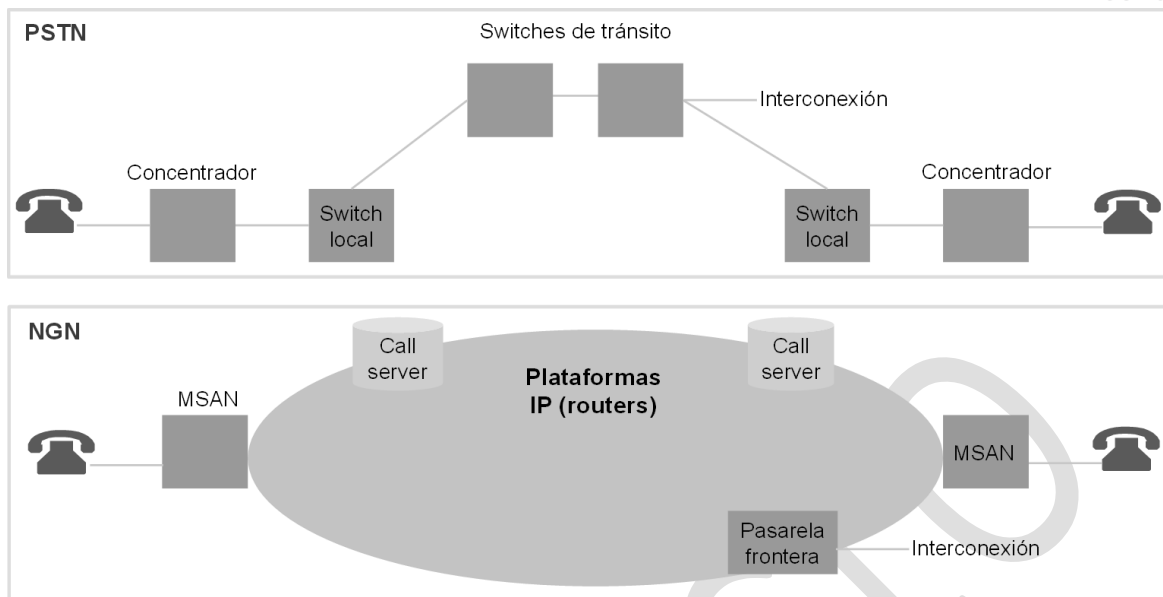 PSTN
Switches de tránsito
Interconexión
Concentrador
Concentrador
Switch
local
Switch
local
NGN
Call
server
Call
server
Plataformas
IP (routers)
MSAN
MSAN
Pasarela
frontera
Interconexión